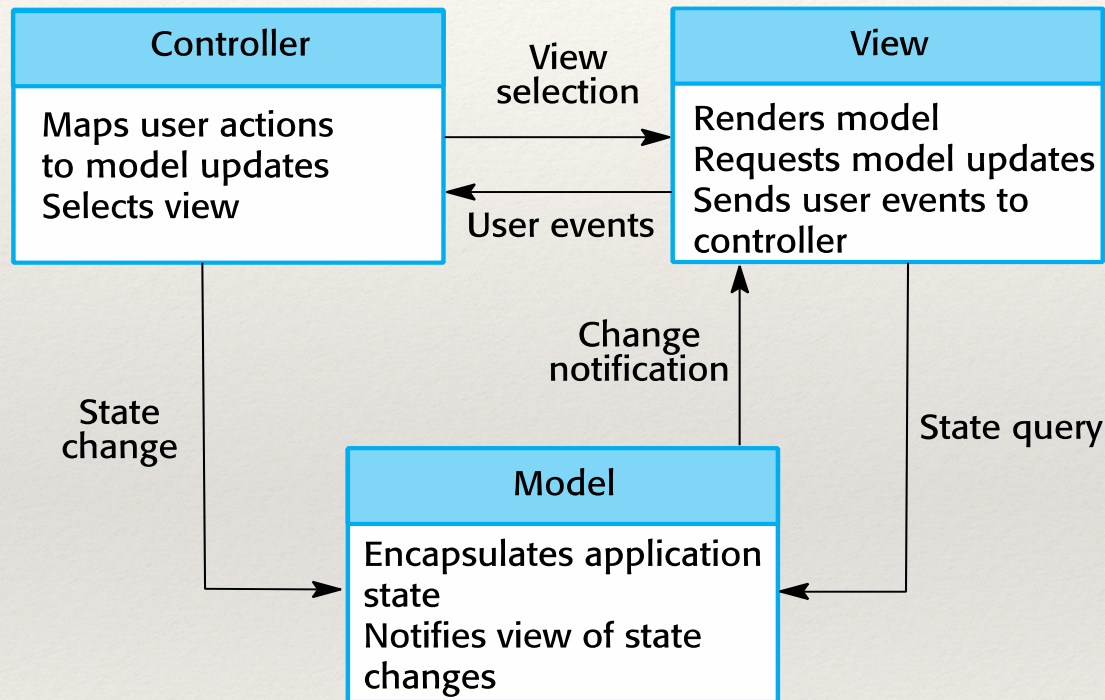 Controller
Maps user actions
to model updates
Selects view
View
selection
User events
View
Renders model
Requests model updates
Sends user events to
controller
State
change
Change
notification
State query
Model
Encapsulates application
state
Notifies view of state
changes